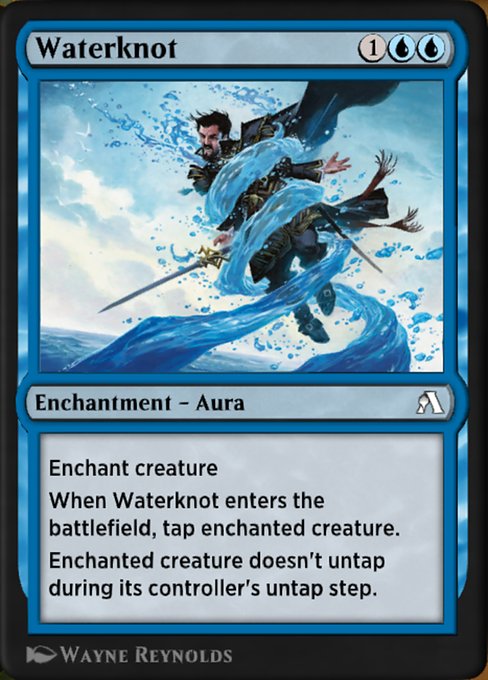 Waterknot 1
Enchantment – Aura
Enchant creature
When Waterknot enters the
battlefield, tap enchanted creature.
Enchanted creature doesn't untap
during its controller's untap step.
Wayne Reynolds